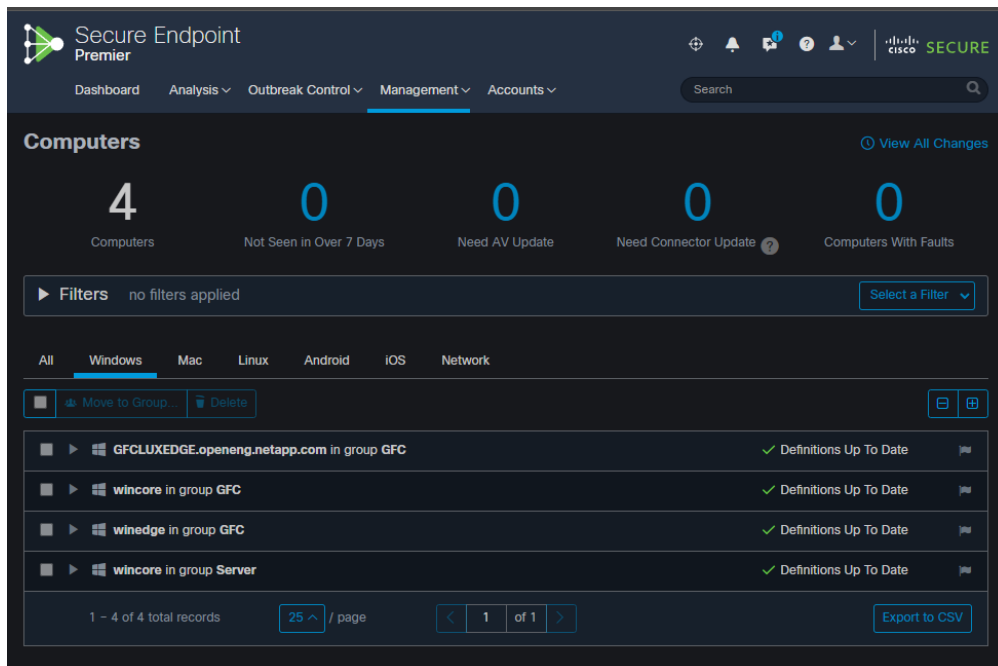 Secure Endpoint
Premier
cisco SECURE
Dashboard Analysis Outbreak Control Management Accounts Search
Computers View All Changes
4 0 0 0 0
Computers Not Seen in Over 7 Days Need AV Update Need Connector Update ? Computers With Faults
Filters no filters applied Select a Filter
All Windows Mac Linux Android iOS Network
Move to Group... Delete
GFCLUXEDGE.openeng.netapp.com in group GFC Definitions Up To Date
wincore in group GFC Definitions Up To Date
winedge in group GFC Definitions Up To Date
wincore in group Server Definitions Up To Date
1 – 4 of 4 total records 25 / page 1 of 1 Export to CSV